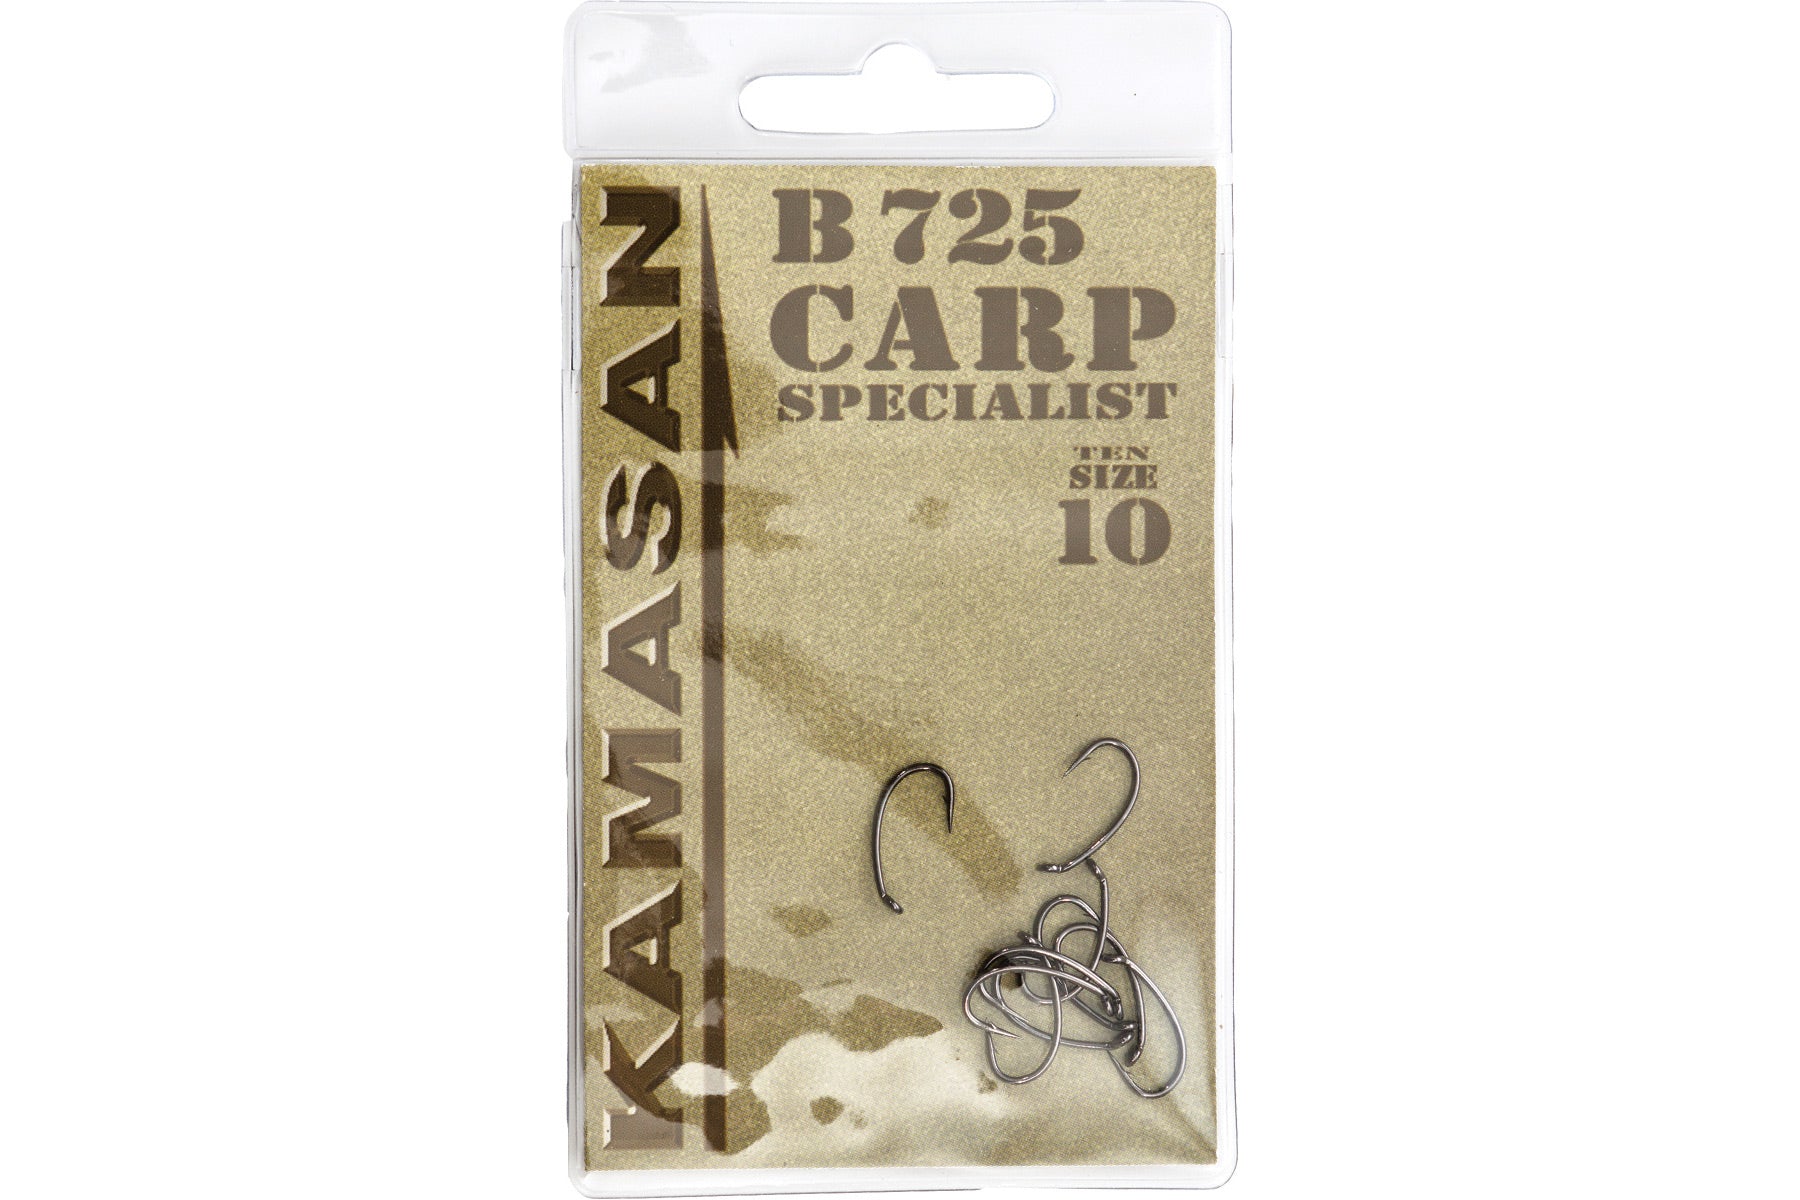 KAMASAN
B 725
CARP
SPECIALIST
TEN
SIZE
10